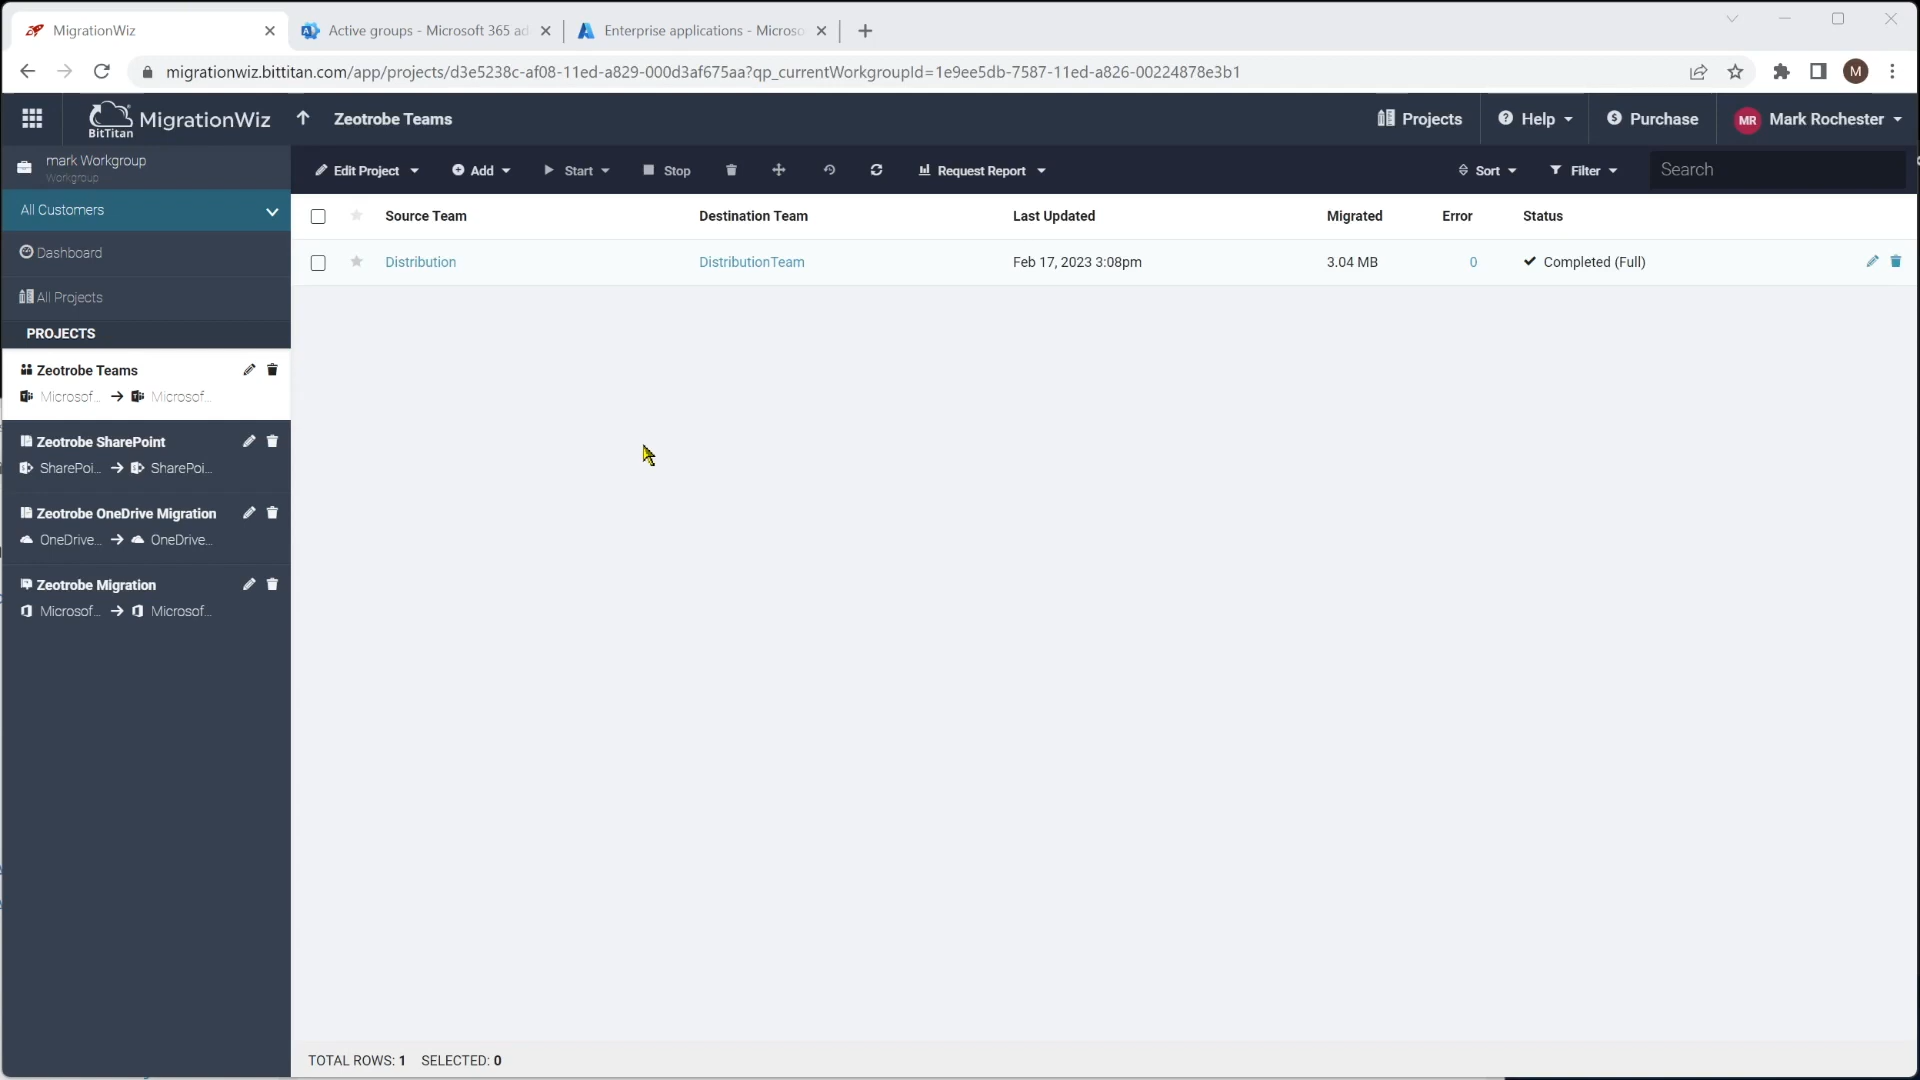 MigrationWiz
Active groups - Microsoft 365 ad
Enterprise applications - Microso
migrationwiz.bittitan.com/app/projects/d3e5238c-af08-11ed-a829-000d3af675aa?qp_currentWorkgroupId=1e9ee5db-7587-11ed-a826-00224878e3b1
M
BitTitan MigrationWiz
Zeotrobe Teams
Projects
Help
Purchase
MR Mark Rochester
mark Workgroup
Workgroup
Edit Project
Add
Start
Stop
Request Report
Sort
Filter
Search
All Customers
Dashboard
All Projects
PROJECTS
Zeotrobe Teams
Microsof... Microsof...
Zeotrobe SharePoint
SharePoi... SharePoi...
Zeotrobe OneDrive Migration
OneDrive... OneDrive...
Zeotrobe Migration
Microsof... Microsof...
Source Team Destination Team Last Updated Migrated Error Status
Distribution DistributionTeam Feb 17, 2023 3:08pm 3.04 MB 0 Completed (Full)
TOTAL ROWS: 1 SELECTED: 0